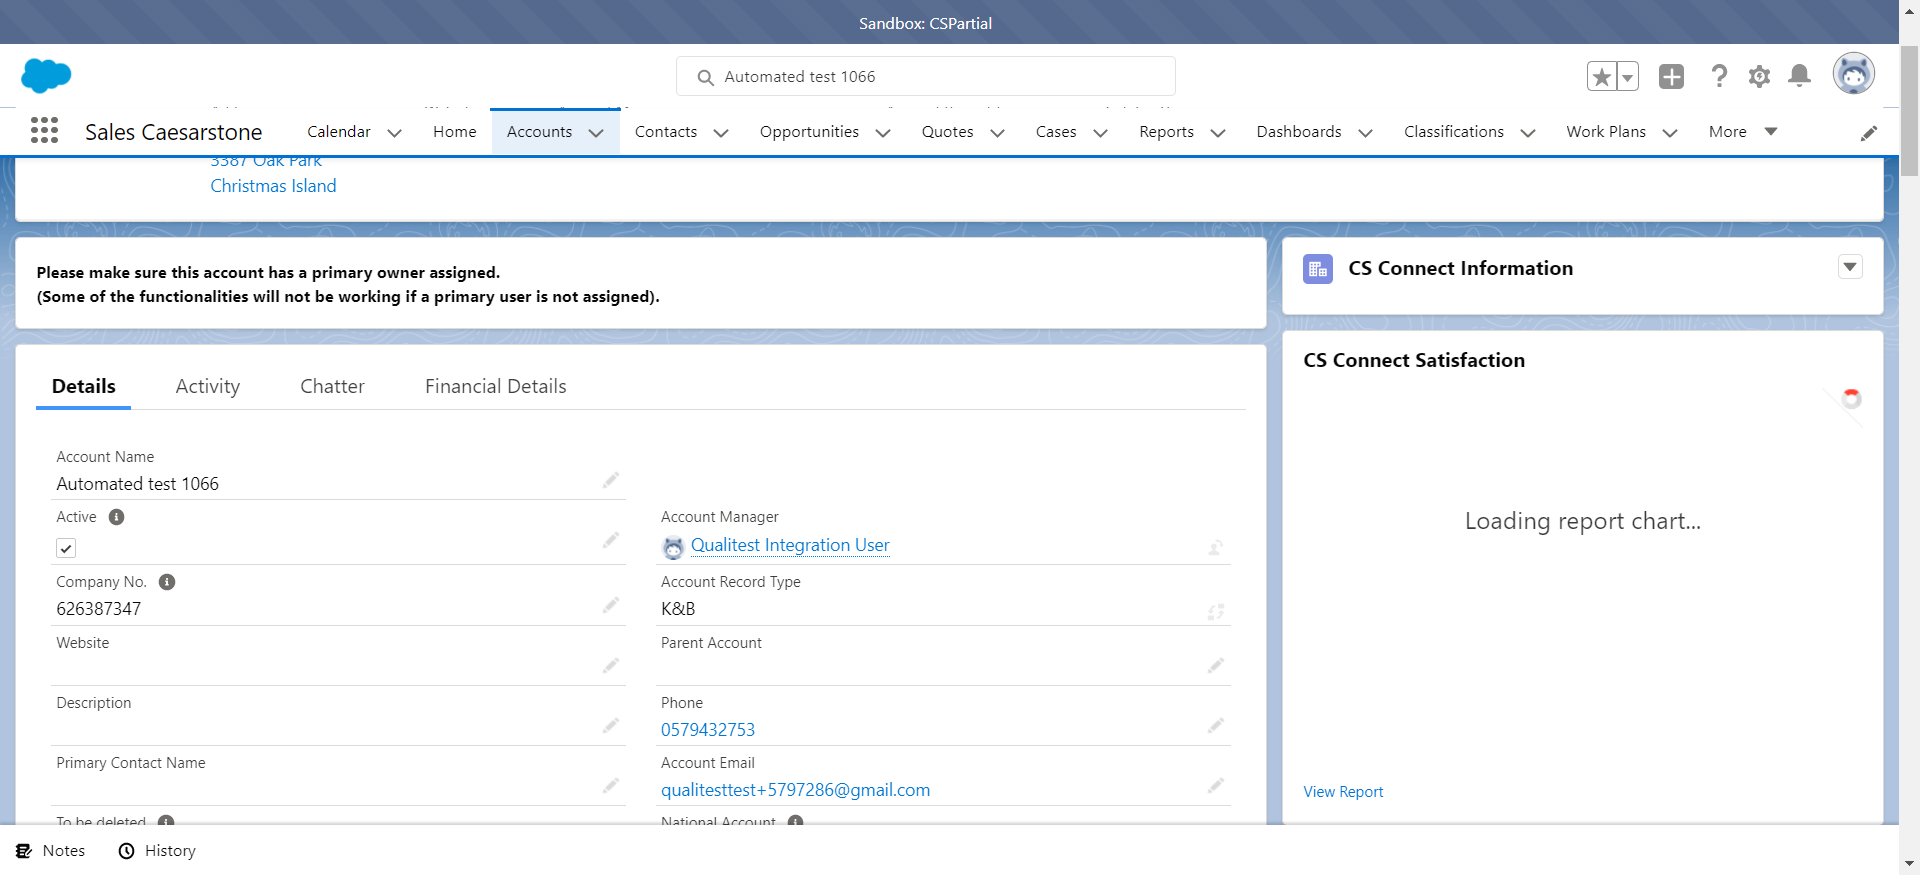 Sandbox: CSPartial
Automated test 1066
Sales Caesarstone
Calendar
Home
Accounts
Contacts
Opportunities
Quotes
Cases
Reports
Dashboards
Classifications
Work Plans
More
3387 Oak Park
Christmas Island
Please make sure this account has a primary owner assigned.
(Some of the functionalities will not be working if a primary user is not assigned).
Details
Activity
Chatter
Financial Details
Account Name
Automated test 1066
Active
Account Manager
Qualitest Integration User
Company No.
626387347
Account Record Type
K&B
Website
Parent Account
Description
Phone
0579432753
Primary Contact Name
Account Email
qualitesttest+5797286@gmail.com
To be deleted
National Account
CS Connect Information
CS Connect Satisfaction
Loading report chart...
View Report
Notes
History